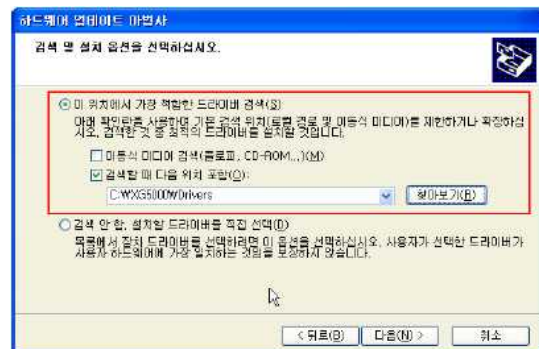 하드웨어 업데이트 마법사
검색 및 설치 옵션을 선택하십시오.
이 위치에서 가장 적합한 드라이버 검색(S)
아래 확인란을 사용하여 기본 검색 위치(로컬 경로 및 이동식 미디어)를 제한하거나 확장하십
시오. 검색한 것 중 최적의 드라이버를 설치할 것입니다.
이동식 미디어 검색(플로피, CD-ROM...)(M)
검색할 때 다음 위치 포함(O):
C:₩XG5000₩Drivers
찾아보기(R)
검색 안 함. 설치할 드라이버를 직접 선택(D)
목록에서 장치 드라이버를 선택하려면 이 옵션을 선택하십시오. 사용자가 선택한 드라이버가
사용자 하드웨어에 가장 일치하는 것임을 보장하지 않습니다.
< 뒤로(B)
다음(N) >
취소